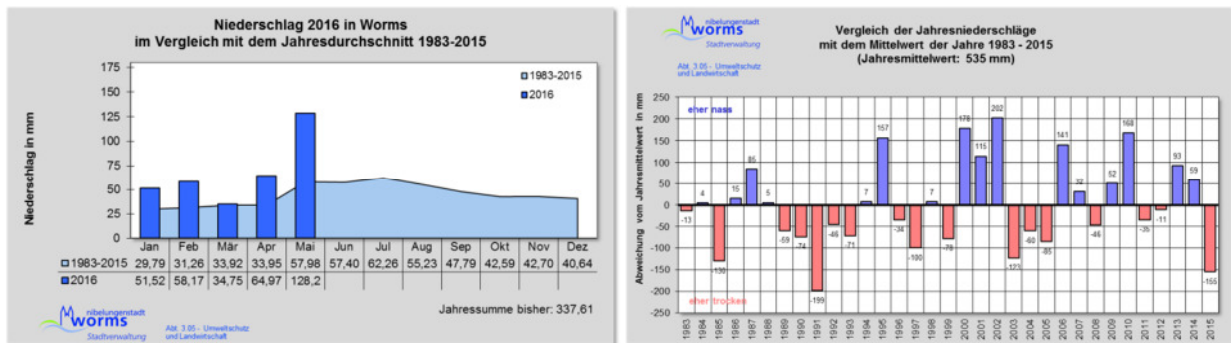 Niederschlag 2016 in Worms
im Vergleich mit dem Jahresdurchschnitt 1983-2015
Niederschlag in mm
175
150
125
100
75
50
25
0
1983-2015
2016
Jan Feb Mär Apr Mai Jun Jul Aug Sep Okt Nov Dez
1983-2015 29,79 31,26 33,92 33,95 57,98 57,40 62,26 55,23 47,79 42,59 42,70 40,64
2016 51,52 58,17 34,75 64,97 128,2
Jahressumme bisher: 337,61
nibelungenstadt
worms
Stadtverwaltung
Abt. 3.05 - Umweltschutz
und Landwirtschaft
nibelungenstadt
worms
Stadtverwaltung
Abt. 3.05 - Umweltschutz
und Landwirtschaft
Vergleich der Jahresniederschläge
mit dem Mittelwert der Jahre 1983 - 2015
(Jahresmittelwert: 535 mm)
Abweichung vom Jahresmittelwert in mm
250
200
150
100
50
0
-50
-100
-150
-200
-250
eher nass
eher trocken
-13 4 -130 15 85 5 -59 -74 -199 -46 -71 7 157 -34 -100 7 -78 178 115 202 -123 -60 -85 141 32 -46 52 168 -35 -11 93 59 -155
1983 1984 1985 1986 1987 1988 1989 1990 1991 1992 1993 1994 1995 1996 1997 1998 1999 2000 2001 2002 2003 2004 2005 2006 2007 2008 2009 2010 2011 2012 2013 2014 2015